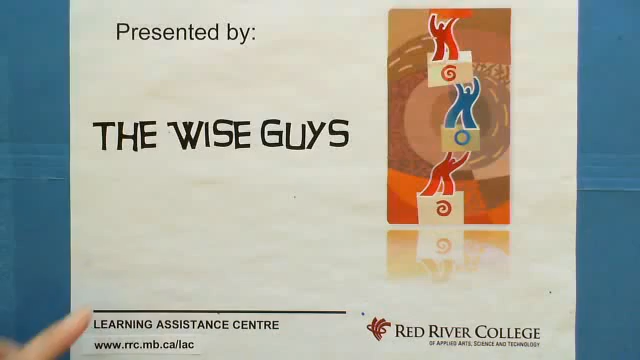 Presented by:
THE WISE GUYS
LEARNING ASSISTANCE CENTRE
www.rrc.mb.ca/lac
RED RIVER COLLEGE
OF APPLIED ARTS, SCIENCE AND TECHNOLOGY